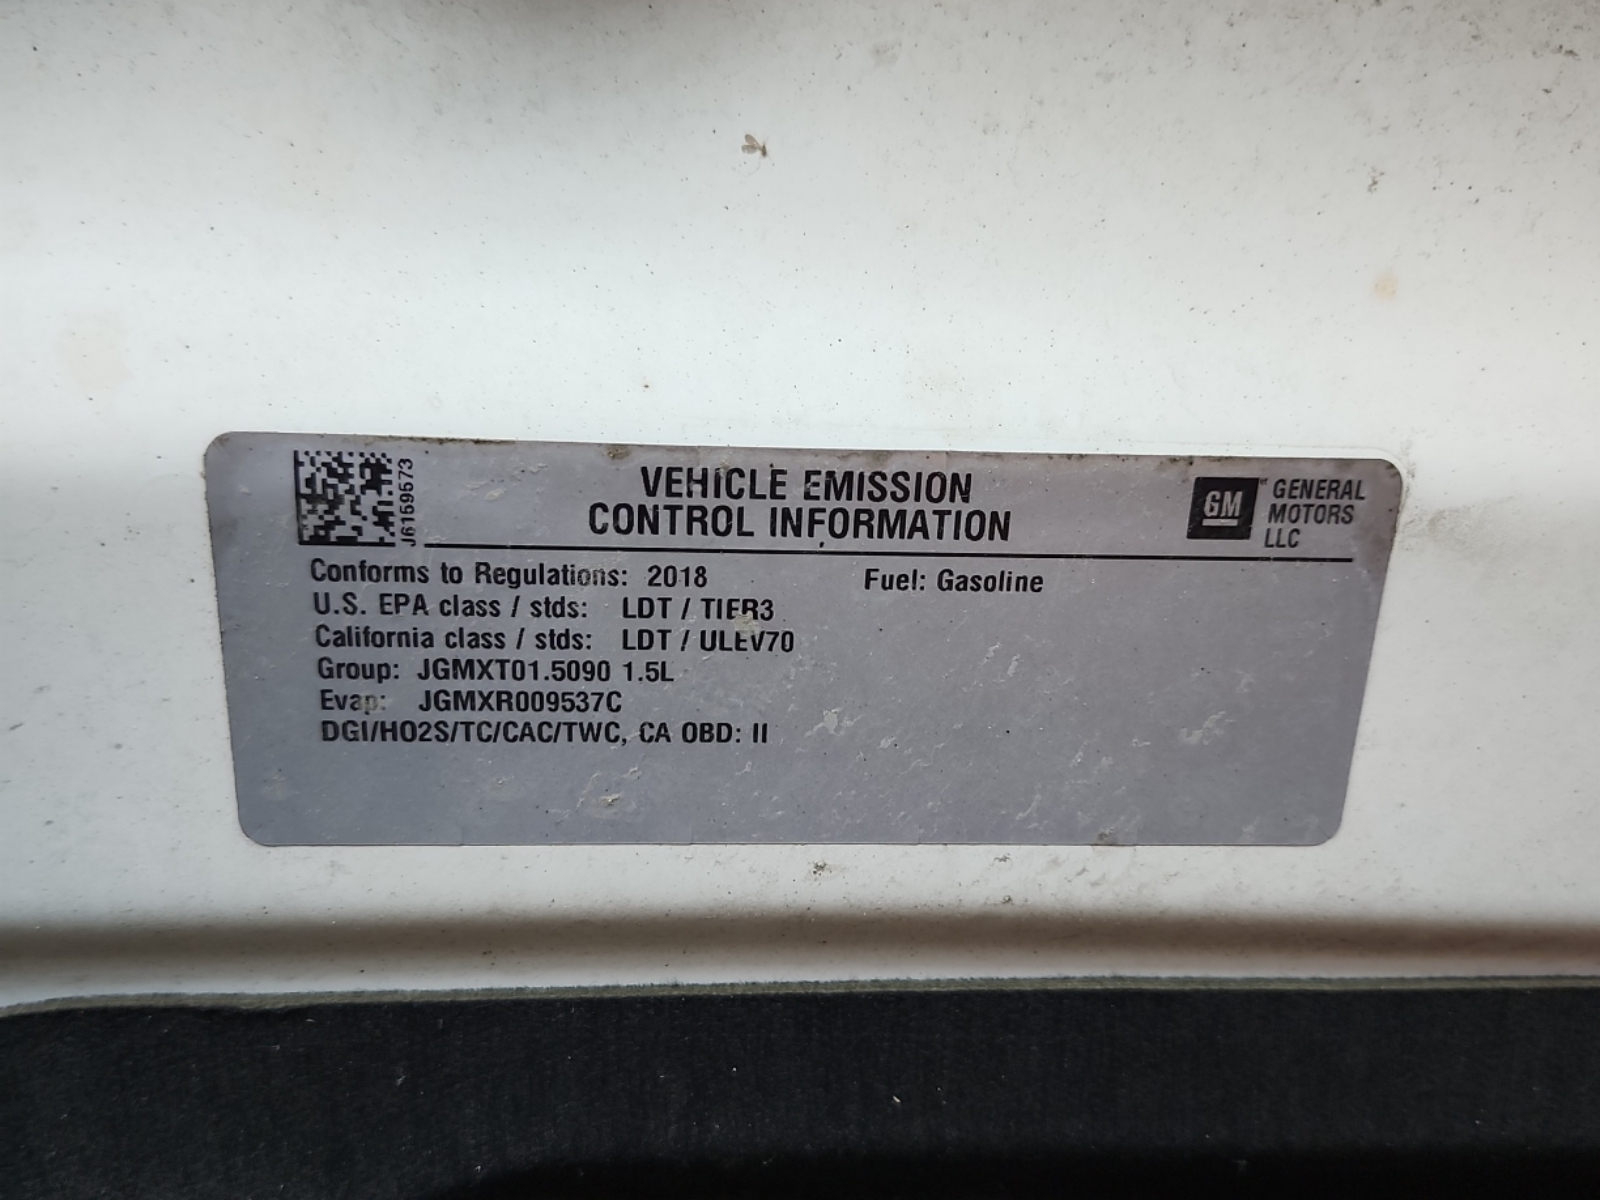 J6159573
VEHICLE EMISSION
CONTROL INFORMATION
GM
GENERAL
MOTORS
LLC
Conforms to Regulations: 2018 Fuel: Gasoline
U.S. EPA class / stds: LDT / TIER3
California class / stds: LDT / ULEV70
Group: JGMXT01.5090 1.5L
Evap: JGMXR009537C
DGI/HO2S/TC/CAC/TWC, CA OBD: II